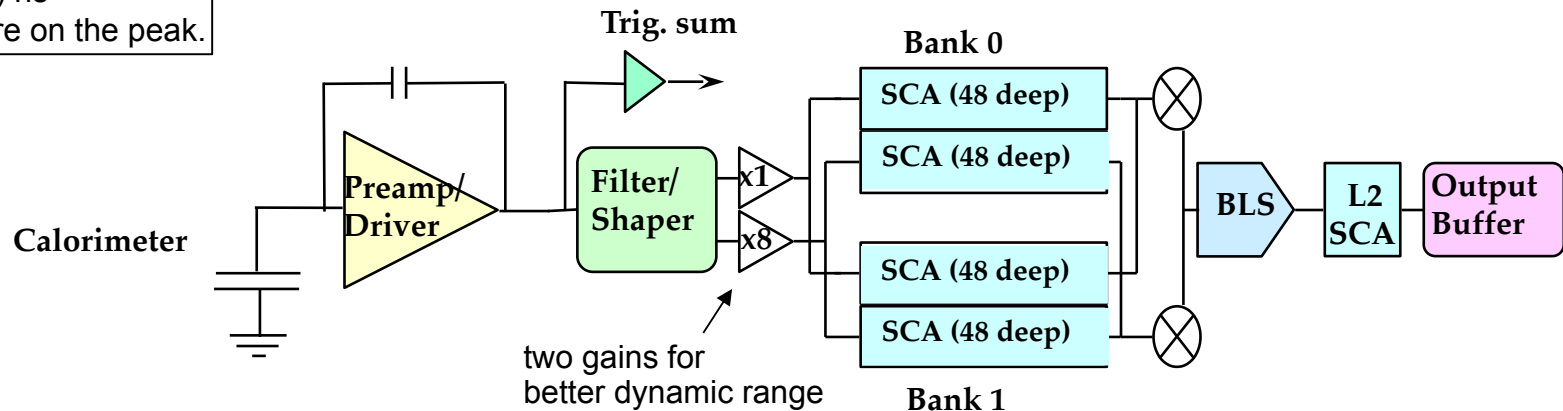 re on the peak.
Trig. sum
Bank 0
SCA (48 deep)
SCA (48 deep)
Preamp/
Driver
Filter/
Shaper
x1
x8
Calorimeter
SCA (48 deep)
SCA (48 deep)
BLS
L2
SCA
Output
Buffer
two gains for
better dynamic range
Bank 1